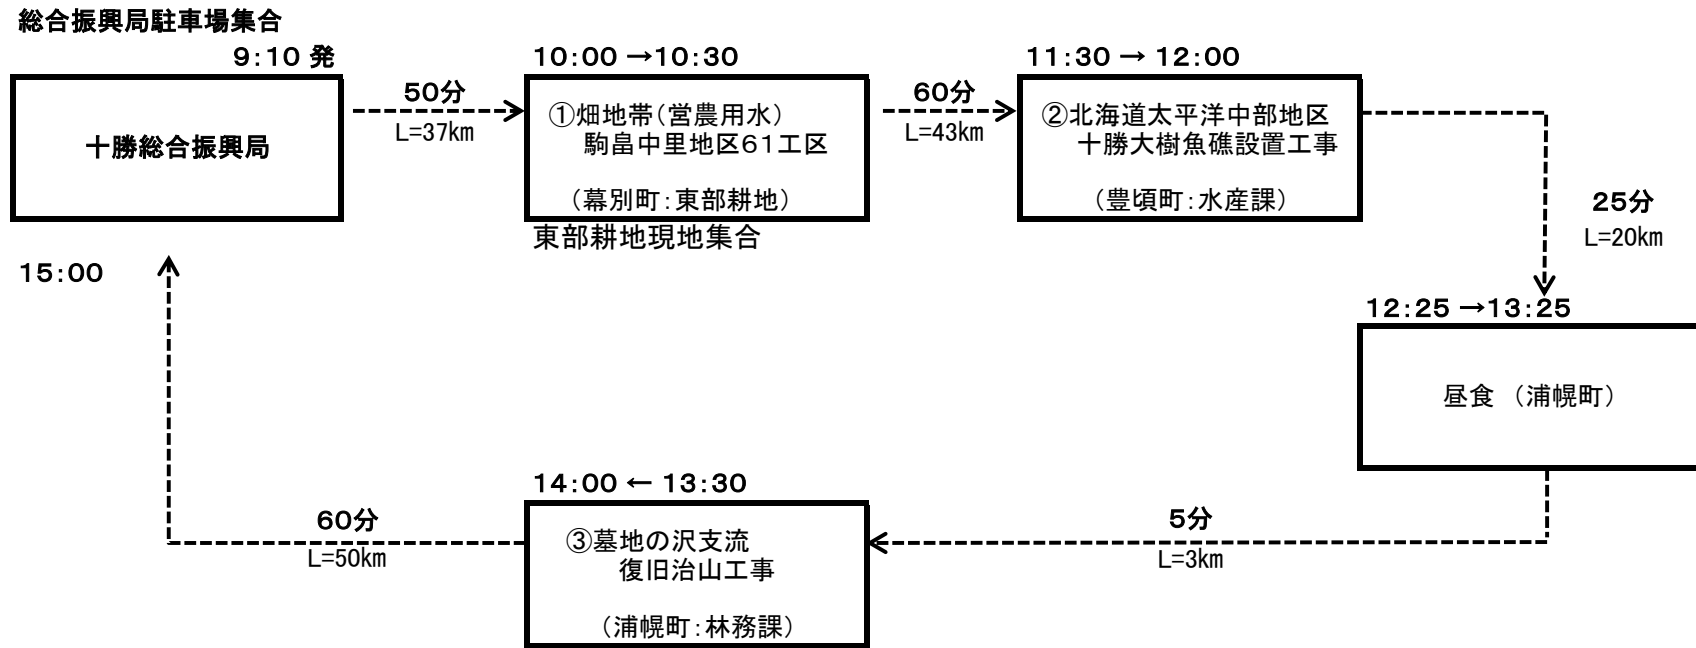 総合振興局駐車場集合
9:10 発
十勝総合振興局
50分
L=37km
10:00 →10:30
①畑地帯（営農用水）
駒畠中里地区61工区
（幕別町：東部耕地）
東部耕地現地集合
60分
L=43km
11:30 → 12:00
②北海道太平洋中部地区
十勝大樹魚礁設置工事
（豊頃町：水産課）
25分
L=20km
12:25 →13:25
昼食 （浦幌町）
5分
L=3km
14:00 ← 13:30
③墓地の沢支流
復旧治山工事
（浦幌町：林務課）
60分
L=50km
15:00